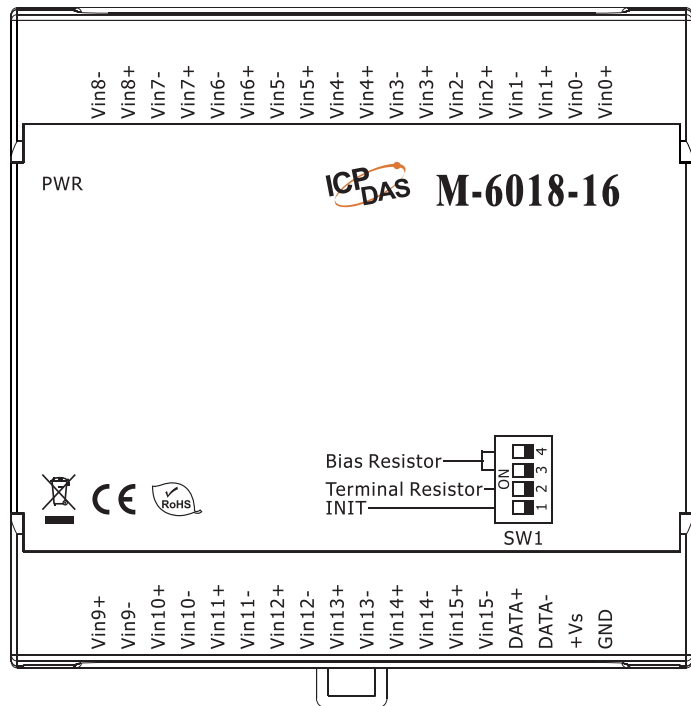 Vin8- Vin8+ Vin7- Vin7+ Vin6- Vin6+ Vin5- Vin5+ Vin4- Vin4+ Vin3- Vin3+ Vin2- Vin2+ Vin1- Vin1+ Vin0- Vin0+
PWR
ICP DAS
M-6018-16
Bias Resistor
Terminal Resistor
INIT
ON
4
3
2
1
SW1
CE
RoHS
Vin9+ Vin9- Vin10+ Vin10- Vin11+ Vin11- Vin12+ Vin12- Vin13+ Vin13- Vin14+ Vin14- Vin15+ Vin15- DATA+ DATA- +Vs GND